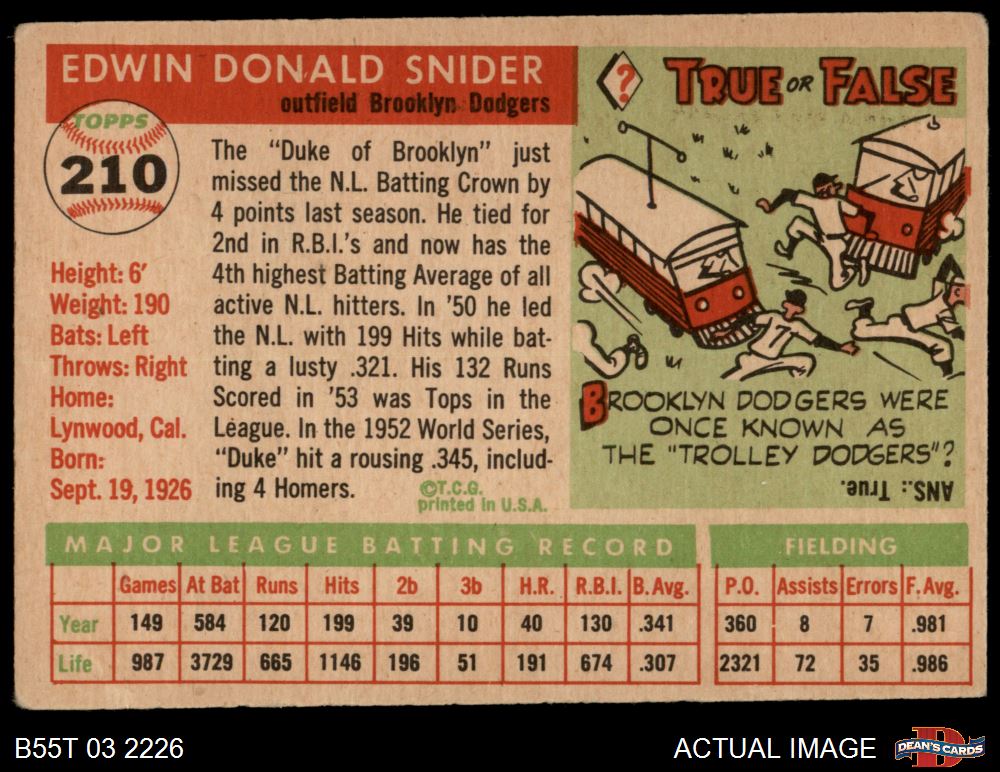 EDWIN DONALD SNIDER
outfield Brooklyn Dodgers
TOPPS
210
Height: 6'
Weight: 190
Bats: Left
Throws: Right
Home:
Lynwood, Cal.
Born:
Sept. 19, 1926
The "Duke of Brooklyn" just
missed the N.L. Batting Crown by
4 points last season. He tied for
2nd in R.B.I.'s and now has the
4th highest Batting Average of all
active N.L. hitters. In '50 he led
the N.L. with 199 Hits while bat-
ting a lusty .321. His 132 Runs
Scored in '53 was Tops in the
League. In the 1952 World Series,
"Duke" hit a rousing .345, includ-
ing 4 Homers.
©T.C.G.
printed in U.S.A.
?
TRUE OR FALSE
BROOKLYN DODGERS WERE
ONCE KNOWN AS
THE "TROLLEY DODGERS"?
ANS.: True.
MAJOR LEAGUE BATTING RECORD
Games At Bat Runs Hits 2b 3b H.R. R.B.I. B. Avg.
Year 149 584 120 199 39 10 40 130 .341
Life 987 3729 665 1146 196 51 191 674 .307
FIELDING
P.O. Assists Errors F. Avg.
360 8 7 .981
2321 72 35 .986
B55T 03 2226
ACTUAL IMAGE
D
DEAN'S CARDS